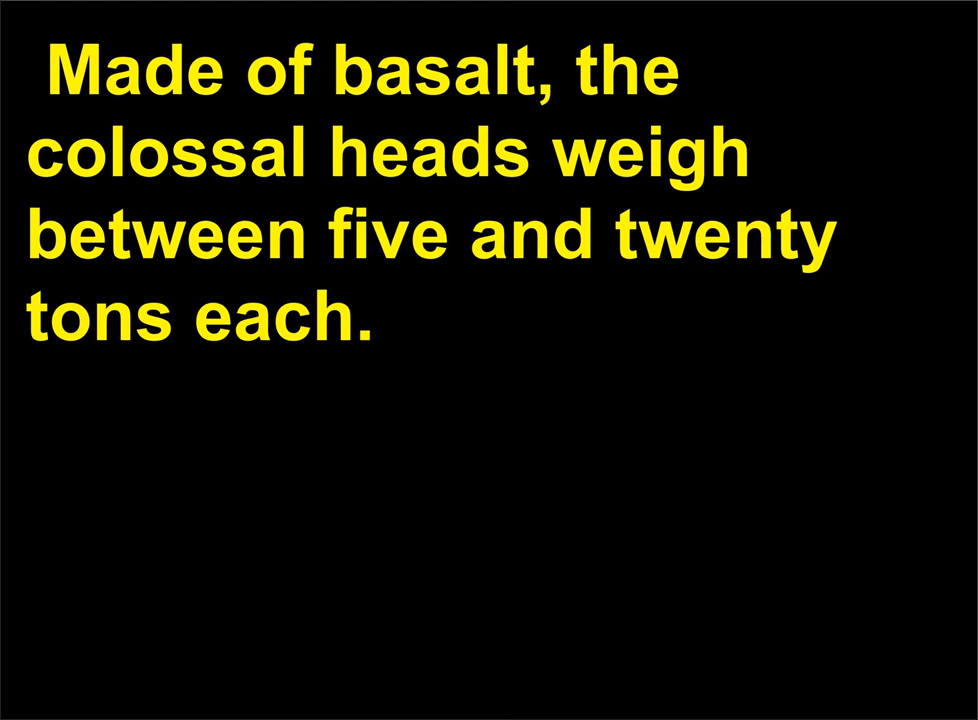 Made of basalt, the
colossal heads weigh
between five and twenty
tons each.